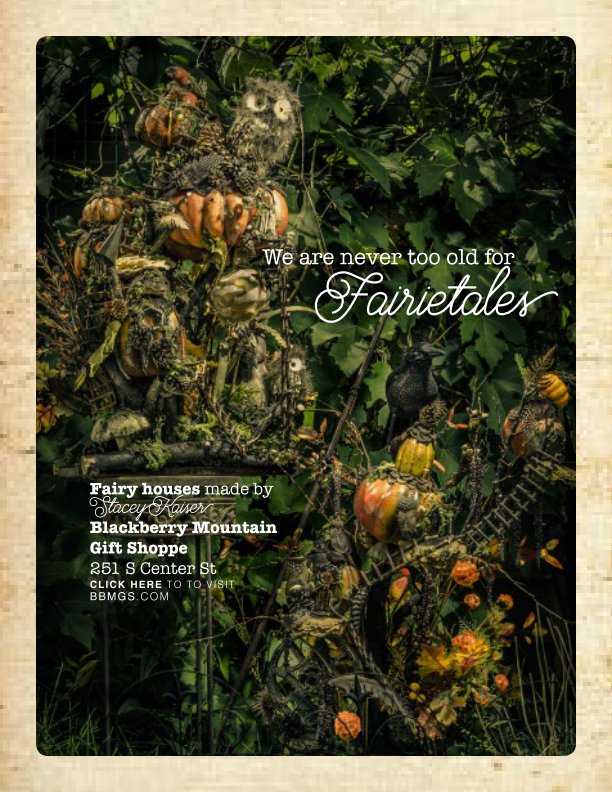 We are never too old for
Fairietales
Fairy houses made by
Stacey Kaiser
Blackberry Mountain
Gift Shoppe
251 S Center St
CLICK HERE TO TO VISIT
BBMGS.COM